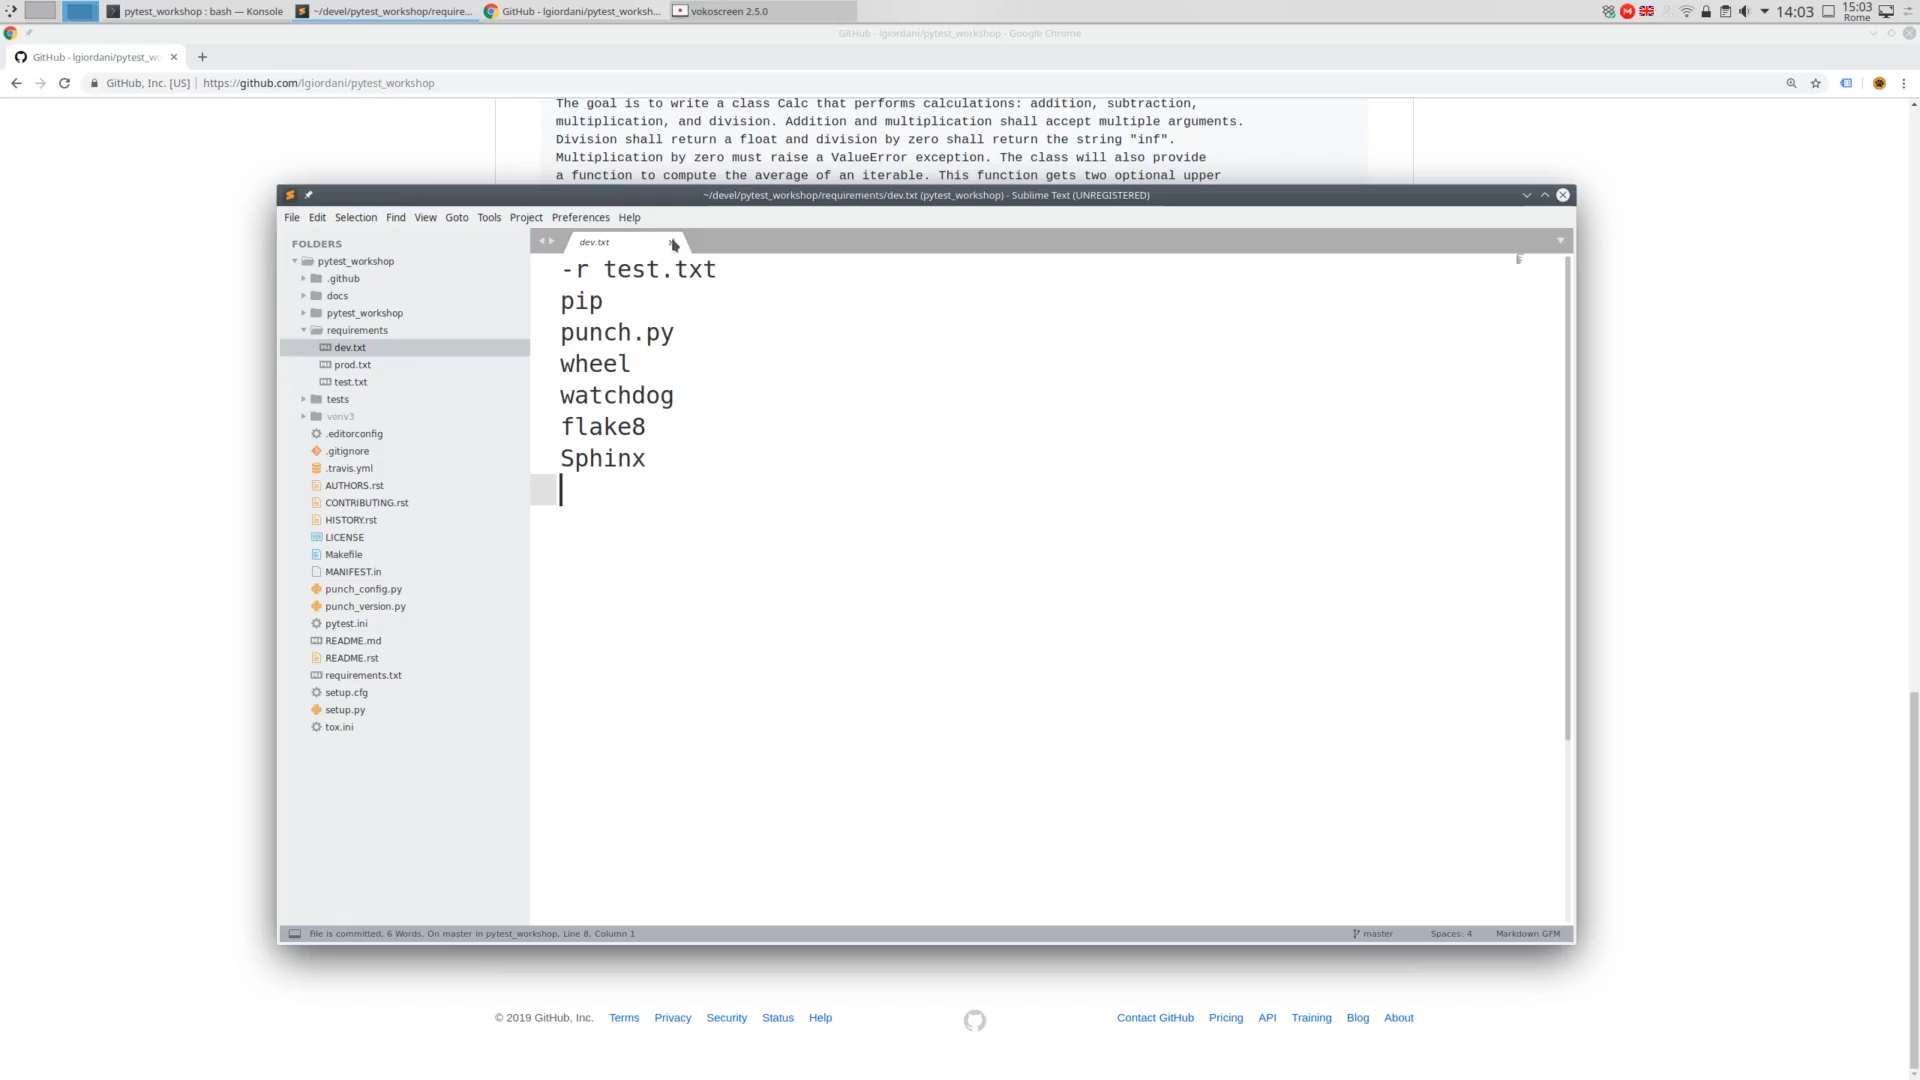 pytest_workshop : bash — Konsole
~/devel/pytest_workshop/require...
GitHub - lgiordani/pytest_worksh...
vokoscreen 2.5.0
14:03
15:03
Rome
GitHub - lgiordani/pytest_workshop - Google Chrome
GitHub - lgiordani/pytest_wo
GitHub, Inc. [US]
https://github.com/lgiordani/pytest_workshop
The goal is to write a class Calc that performs calculations: addition, subtraction,
multiplication, and division. Addition and multiplication shall accept multiple arguments.
Division shall return a float and division by zero shall return the string "inf".
Multiplication by zero must raise a ValueError exception. The class will also provide
a function to compute the average of an iterable. This function gets two optional upper
~/devel/pytest_workshop/requirements/dev.txt (pytest_workshop) - Sublime Text (UNREGISTERED)
File Edit Selection Find View Goto Tools Project Preferences Help
FOLDERS
pytest_workshop
.github
docs
pytest_workshop
requirements
dev.txt
prod.txt
test.txt
tests
venv3
.editorconfig
.gitignore
.travis.yml
AUTHORS.rst
CONTRIBUTING.rst
HISTORY.rst
LICENSE
Makefile
MANIFEST.in
punch_config.py
punch_version.py
pytest.ini
README.md
README.rst
requirements.txt
setup.cfg
setup.py
tox.ini
dev.txt
-r test.txt
pip
punch.py
wheel
watchdog
flake8
Sphinx
File is committed, 6 Words, On master in pytest_workshop, Line 8, Column 1
master
Spaces: 4
Markdown GFM
© 2019 GitHub, Inc. Terms Privacy Security Status Help
Contact GitHub Pricing API Training Blog About